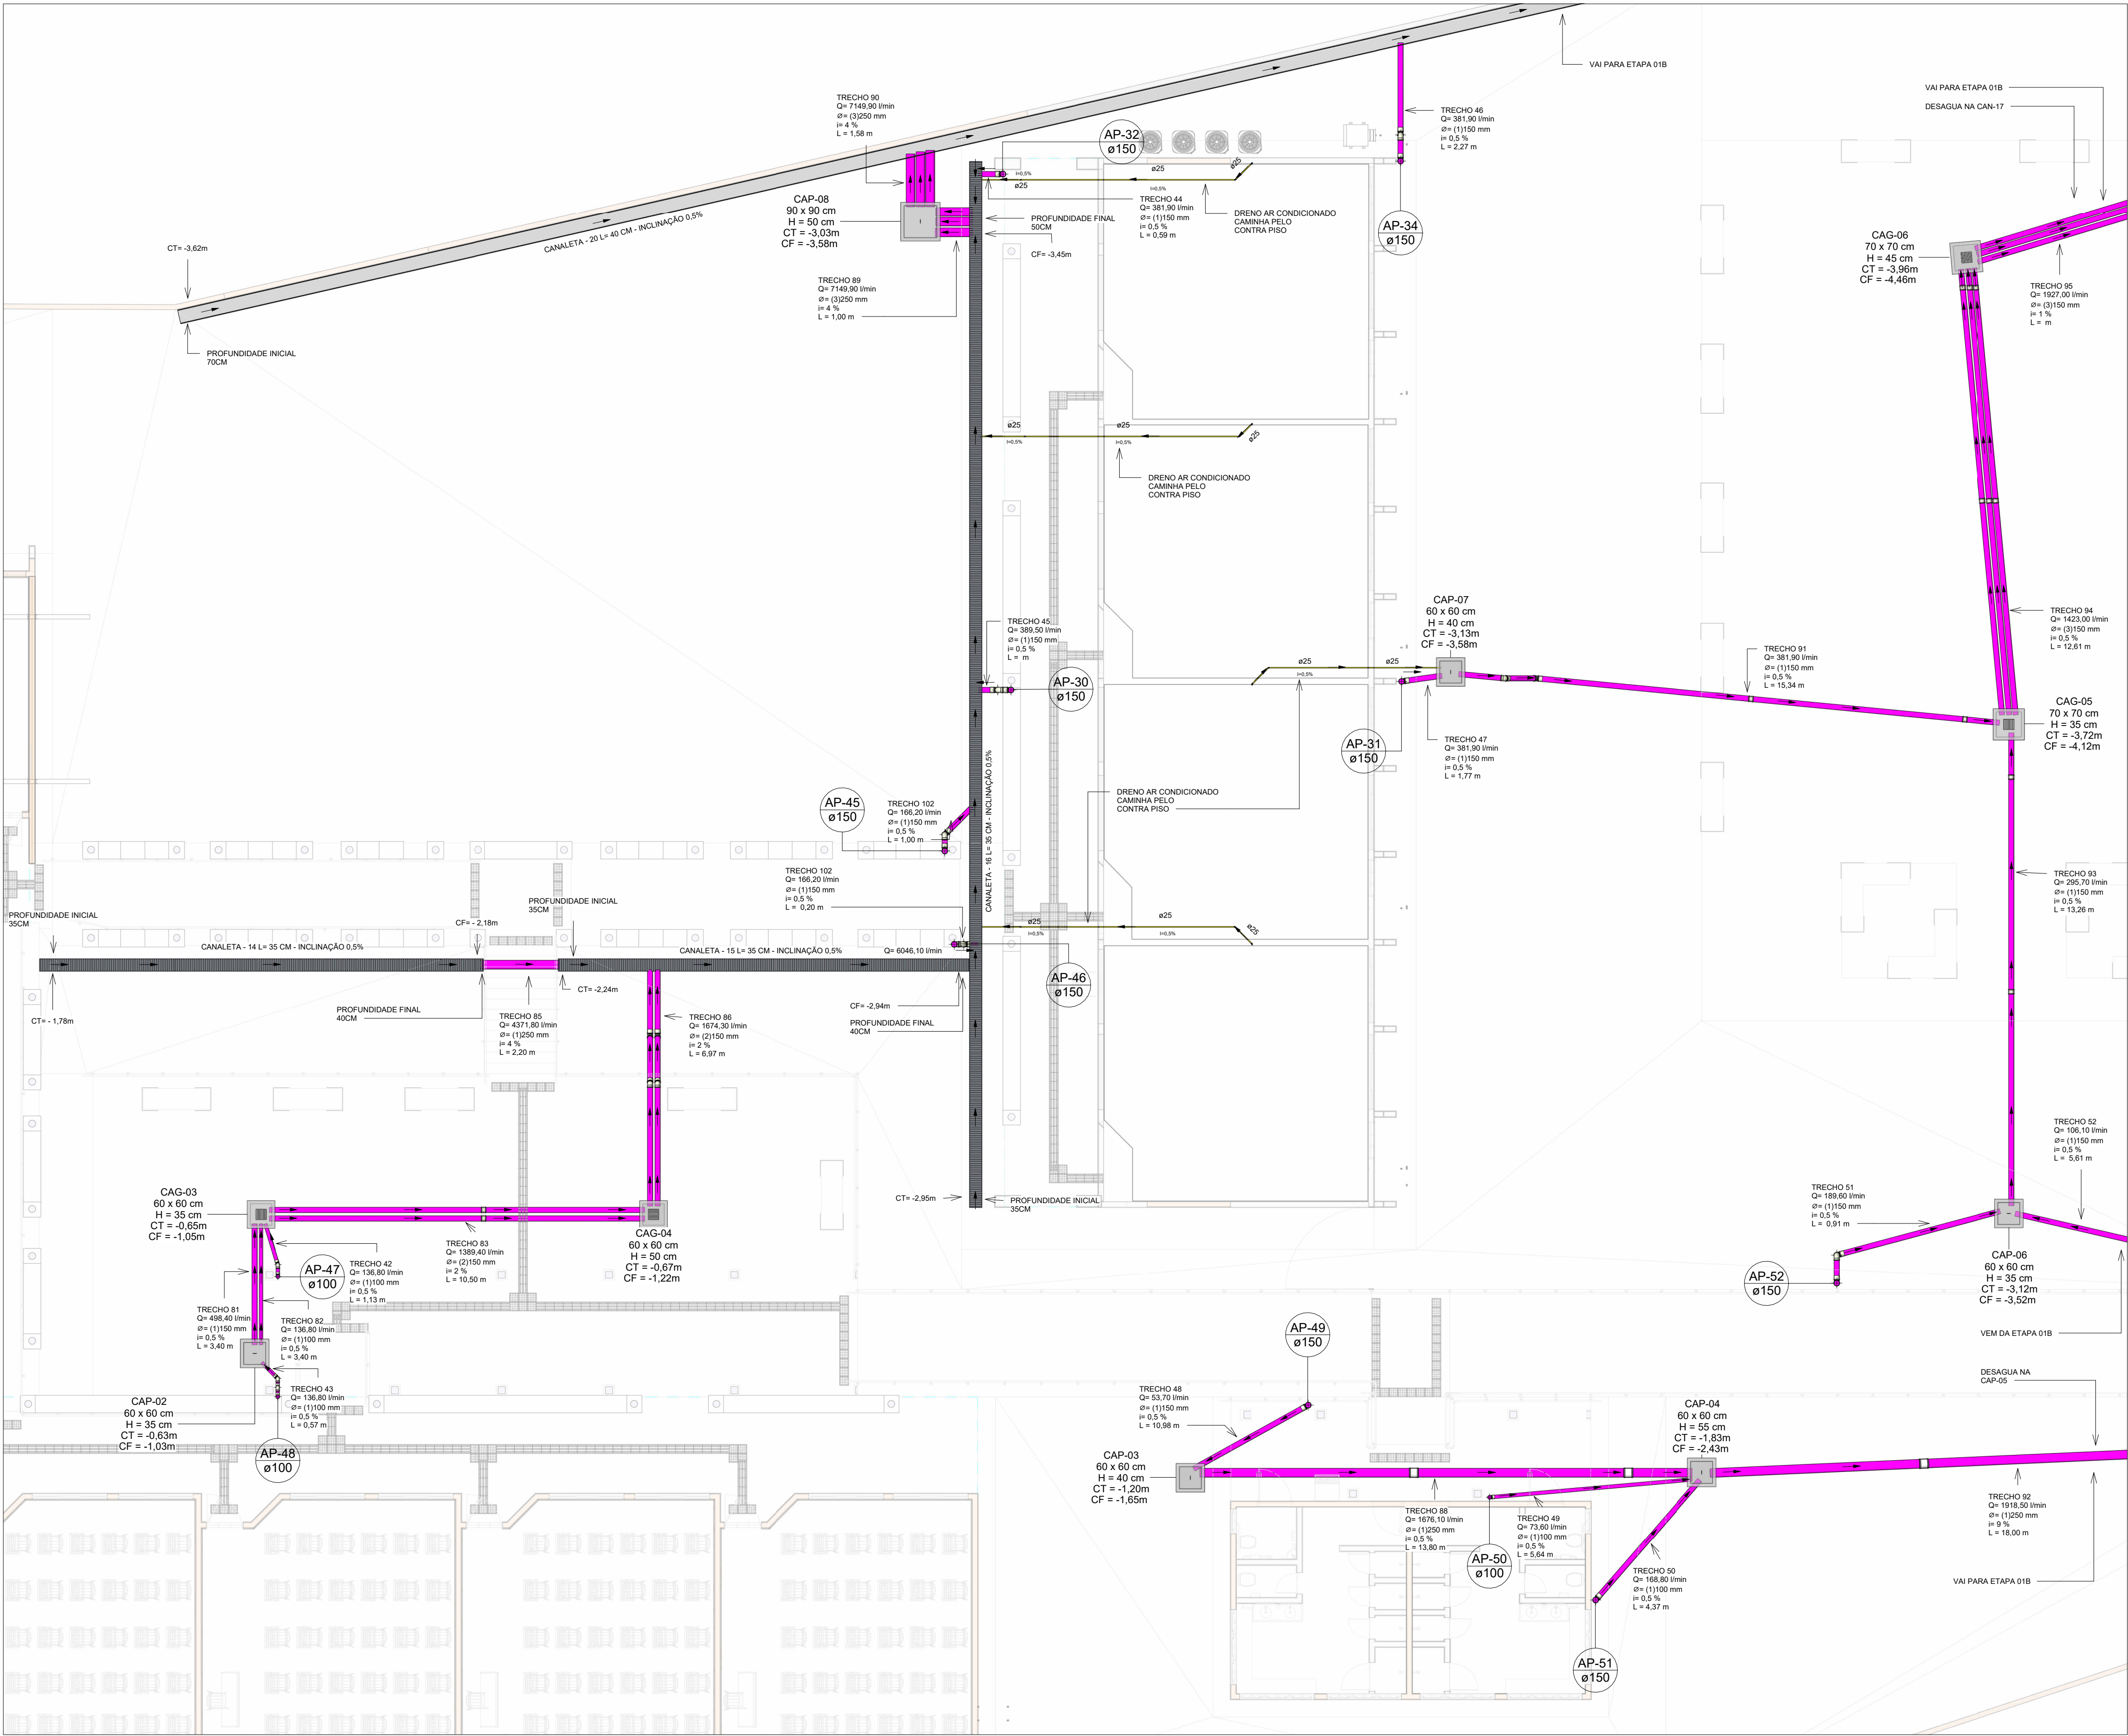 VAI PARA ETAPA 01B
TRECHO 90
Q= 7149,90 l/min
Ø= (3)250 mm
i= 4 %
L = 1,58 m
AP-32
ø150
TRECHO 46
Q= 381,90 l/min
Ø= (1)150 mm
i= 0,5 %
L = 2,27 m
VAI PARA ETAPA 01B
DESAGUA NA CAN-17
CAP-08
90 x 90 cm
H = 50 cm
CT = -3,03m
CF = -3,58m
I=0,5%
ø25
ø25
ø25
I=0,5%
TRECHO 44
Q= 381,90 l/min
Ø= (1)150 mm
i= 0,5 %
L = 0,59 m
DRENO AR CONDICIONADO
CAMINHA PELO
CONTRA PISO
PROFUNDIDADE FINAL
50CM
CF= -3,45m
AP-34
ø150
CT= -3,62m
CANALETA - 20 L= 40 CM - INCLINAÇÃO 0,5%
PROFUNDIDADE INICIAL
70CM
TRECHO 89
Q= 7149,90 l/min
Ø= (3)250 mm
i= 4 %
L = 1,00 m
CAG-06
70 x 70 cm
H = 45 cm
CT = -3,96m
CF = -4,46m
TRECHO 95
Q= 1927,00 l/min
Ø= (3)150 mm
i= 1 %
L =  m
ø25
I=0,5%
ø25
I=0,5%
ø25
DRENO AR CONDICIONADO
CAMINHA PELO
CONTRA PISO
TRECHO 45
Q= 389,50 l/min
Ø= (1)150 mm
i= 0,5 %
L =  m
AP-30
ø150
ø25
I=0,5%
ø25
CAP-07
60 x 60 cm
H = 40 cm
CT = -3,13m
CF = -3,58m
TRECHO 91
Q= 381,90 l/min
Ø= (1)150 mm
i= 0,5 %
L = 15,34 m
TRECHO 94
Q= 1423,00 l/min
Ø= (3)150 mm
i= 0,5 %
L = 12,61 m
CAG-05
70 x 70 cm
H = 35 cm
CT = -3,72m
CF = -4,12m
AP-31
ø150
TRECHO 47
Q= 381,90 l/min
Ø= (1)150 mm
i= 0,5 %
L = 1,77 m
CANALETA - 16 L= 35 CM - INCLINAÇÃO 0,5%
DRENO AR CONDICIONADO
CAMINHA PELO
CONTRA PISO
AP-45
ø150
TRECHO 102
Q= 166,20 l/min
Ø= (1)150 mm
i= 0,5 %
L = 1,00 m
TRECHO 102
Q= 166,20 l/min
Ø= (1)150 mm
i= 0,5 %
L =  0,20 m
TRECHO 93
Q= 295,70 l/min
Ø= (1)150 mm
i= 0,5 %
L = 13,26 m
PROFUNDIDADE INICIAL
35CM
CF= - 2,18m
PROFUNDIDADE INICIAL
35CM
ø25
I=0,5%
ø25
I=0,5%
ø25
CANALETA - 14 L= 35 CM - INCLINAÇÃO 0,5%
CANALETA - 15 L= 35 CM - INCLINAÇÃO 0,5%
Q= 6046,10 l/min
AP-46
ø150
CT= - 1,78m
PROFUNDIDADE FINAL
40CM
CT= -2,24m
CF= -2,94m
PROFUNDIDADE FINAL
40CM
TRECHO 85
Q= 4371,80 l/min
Ø= (1)250 mm
i= 4 %
L = 2,20 m
TRECHO 86
Q= 1674,30 l/min
Ø= (2)150 mm
i= 2 %
L = 6,97 m
TRECHO 52
Q= 106,10 l/min
Ø= (1)150 mm
i= 0,5 %
L =  5,61 m
CT= -2,95m
PROFUNDIDADE INICIAL
35CM
CAG-03
60 x 60 cm
H = 35 cm
CT = -0,65m
CF = -1,05m
TRECHO 51
Q= 189,60 l/min
Ø= (1)150 mm
i= 0,5 %
L =  0,91 m
CAG-04
60 x 60 cm
H = 50 cm
CT = -0,67m
CF = -1,22m
TRECHO 83
Q= 1389,40 l/min
Ø= (2)150 mm
i= 2 %
L = 10,50 m
AP-47
ø100
TRECHO 42
Q= 136,80 l/min
Ø= (1)100 mm
i= 0,5 %
L = 1,13 m
CAP-06
60 x 60 cm
H = 35 cm
CT = -3,12m
CF = -3,52m
AP-52
ø150
TRECHO 81
Q= 498,40 l/min
Ø= (1)150 mm
i= 0,5 %
L = 3,40 m
TRECHO 82
Q= 136,80 l/min
Ø= (1)100 mm
i= 0,5 %
L = 3,40 m
AP-49
ø150
VEM DA ETAPA 01B
DESAGUA NA
CAP-05
TRECHO 43
Q= 136,80 l/min
Ø= (1)100 mm
i= 0,5 %
L = 0,57 m
CAP-02
60 x 60 cm
H = 35 cm
CT = -0,63m
CF = -1,03m
AP-48
ø100
TRECHO 48
Q= 53,70 l/min
Ø= (1)150 mm
i= 0,5 %
L = 10,98 m
CAP-03
60 x 60 cm
H = 40 cm
CT = -1,20m
CF = -1,65m
CAP-04
60 x 60 cm
H = 55 cm
CT = -1,83m
CF = -2,43m
TRECHO 88
Q= 1676,10 l/min
Ø= (1)250 mm
i= 0,5 %
L = 13,80 m
AP-50
ø100
TRECHO 49
Q= 73,60 l/min
Ø= (1)100 mm
i= 0,5 %
L = 5,64 m
TRECHO 92
Q= 1918,50 l/min
Ø= (1)250 mm
i= 9 %
L = 18,00 m
TRECHO 50
Q= 168,80 l/min
Ø= (1)100 mm
i= 0,5 %
L = 4,37 m
VAI PARA ETAPA 01B
AP-51
ø150